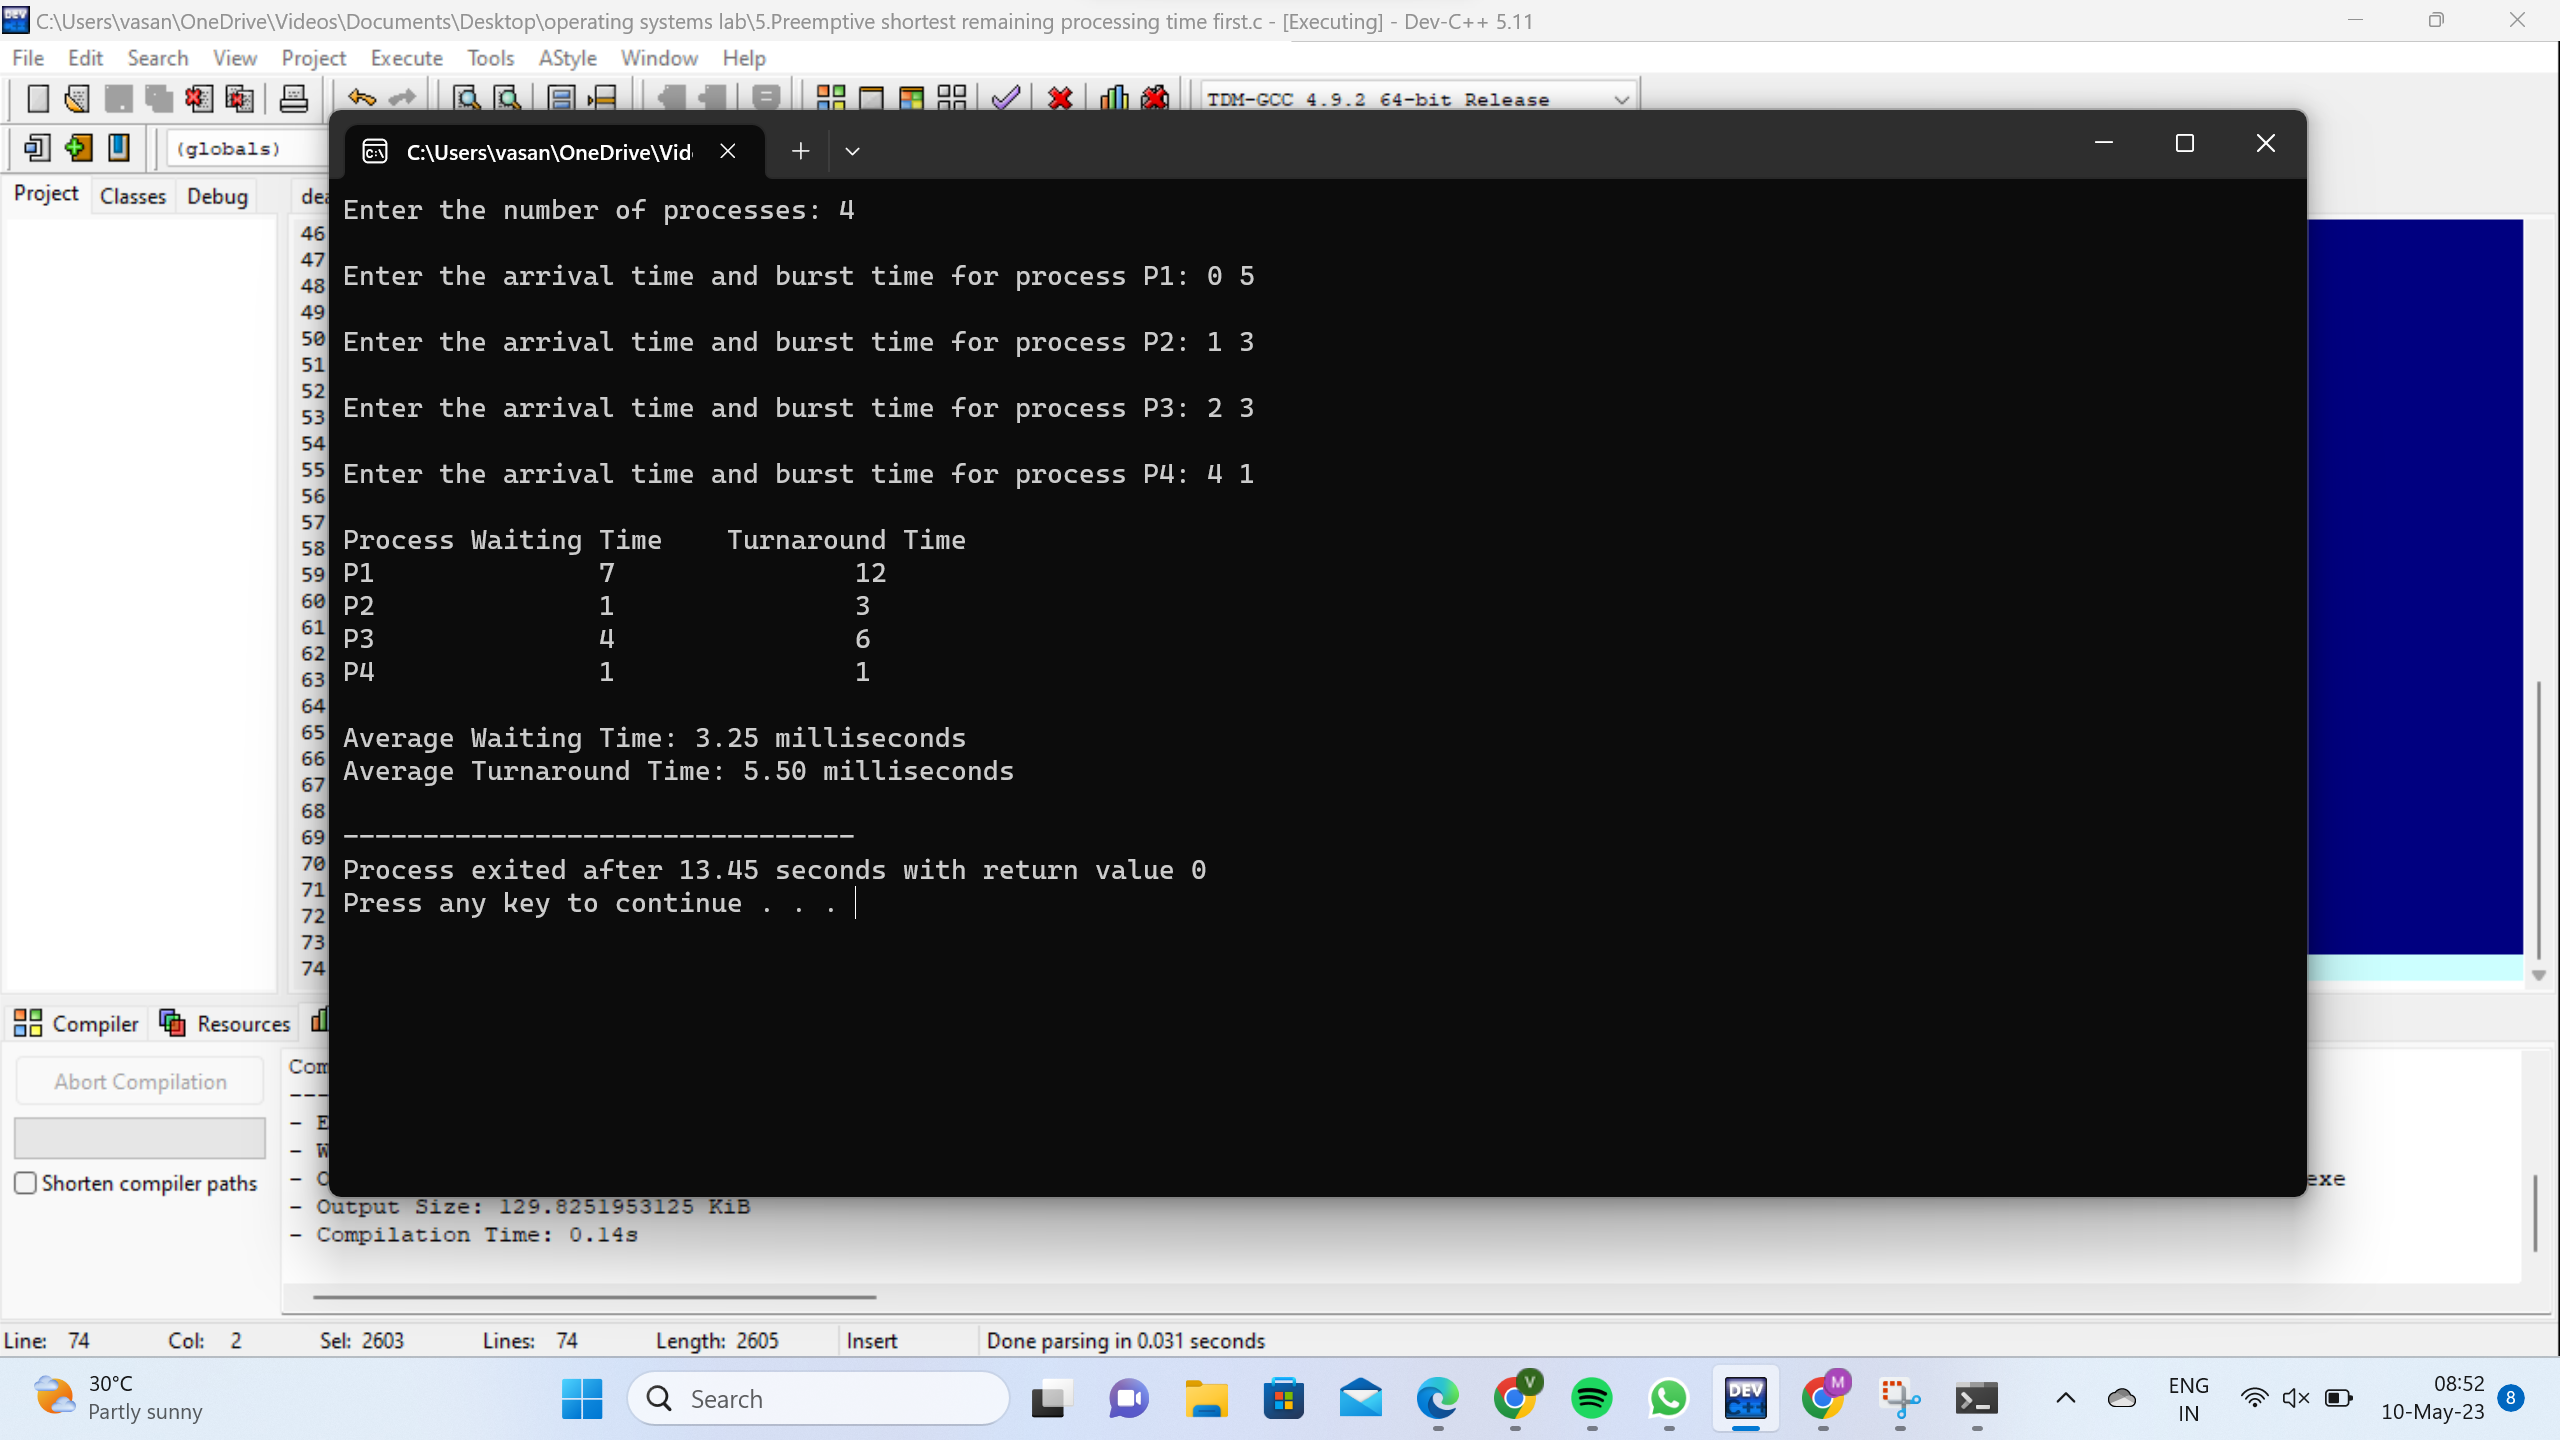 C:\Users\vasan\OneDrive\Videos\Documents\Desktop\operating systems lab\5.Preemptive shortest remaining processing time first.c - [Executing] - Dev-C++ 5.11
File Edit Search View Project Execute Tools AStyle Window Help
TDM-GCC 4.9.2 64-bit Release
(globals)
C:\Users\vasan\OneDrive\Vid
Project Classes Debug
Enter the number of processes: 4
Enter the arrival time and burst time for process P1: 0 5
Enter the arrival time and burst time for process P2: 1 3
Enter the arrival time and burst time for process P3: 2 3
Enter the arrival time and burst time for process P4: 4 1
Process Waiting Time Turnaround Time
P1 7 12
P2 1 3
P3 4 6
P4 1 1
Average Waiting Time: 3.25 milliseconds
Average Turnaround Time: 5.50 milliseconds
--------------------------------
Process exited after 13.45 seconds with return value 0
Press any key to continue . . .
46
47
48
49
50
51
52
53
54
55
56
57
58
59
60
61
62
63
64
65
66
67
68
69
70
71
72
73
74
Compiler Resources
Abort Compilation
Shorten compiler paths
exe
- Output Size: 129.8251953125 KiB
- Compilation Time: 0.14s
Line: 74 Col: 2 Sel: 2603 Lines: 74 Length: 2605 Insert Done parsing in 0.031 seconds
30°C
Partly sunny
Search
V
DEV C++
M
ENG
IN
08:52
10-May-23
8